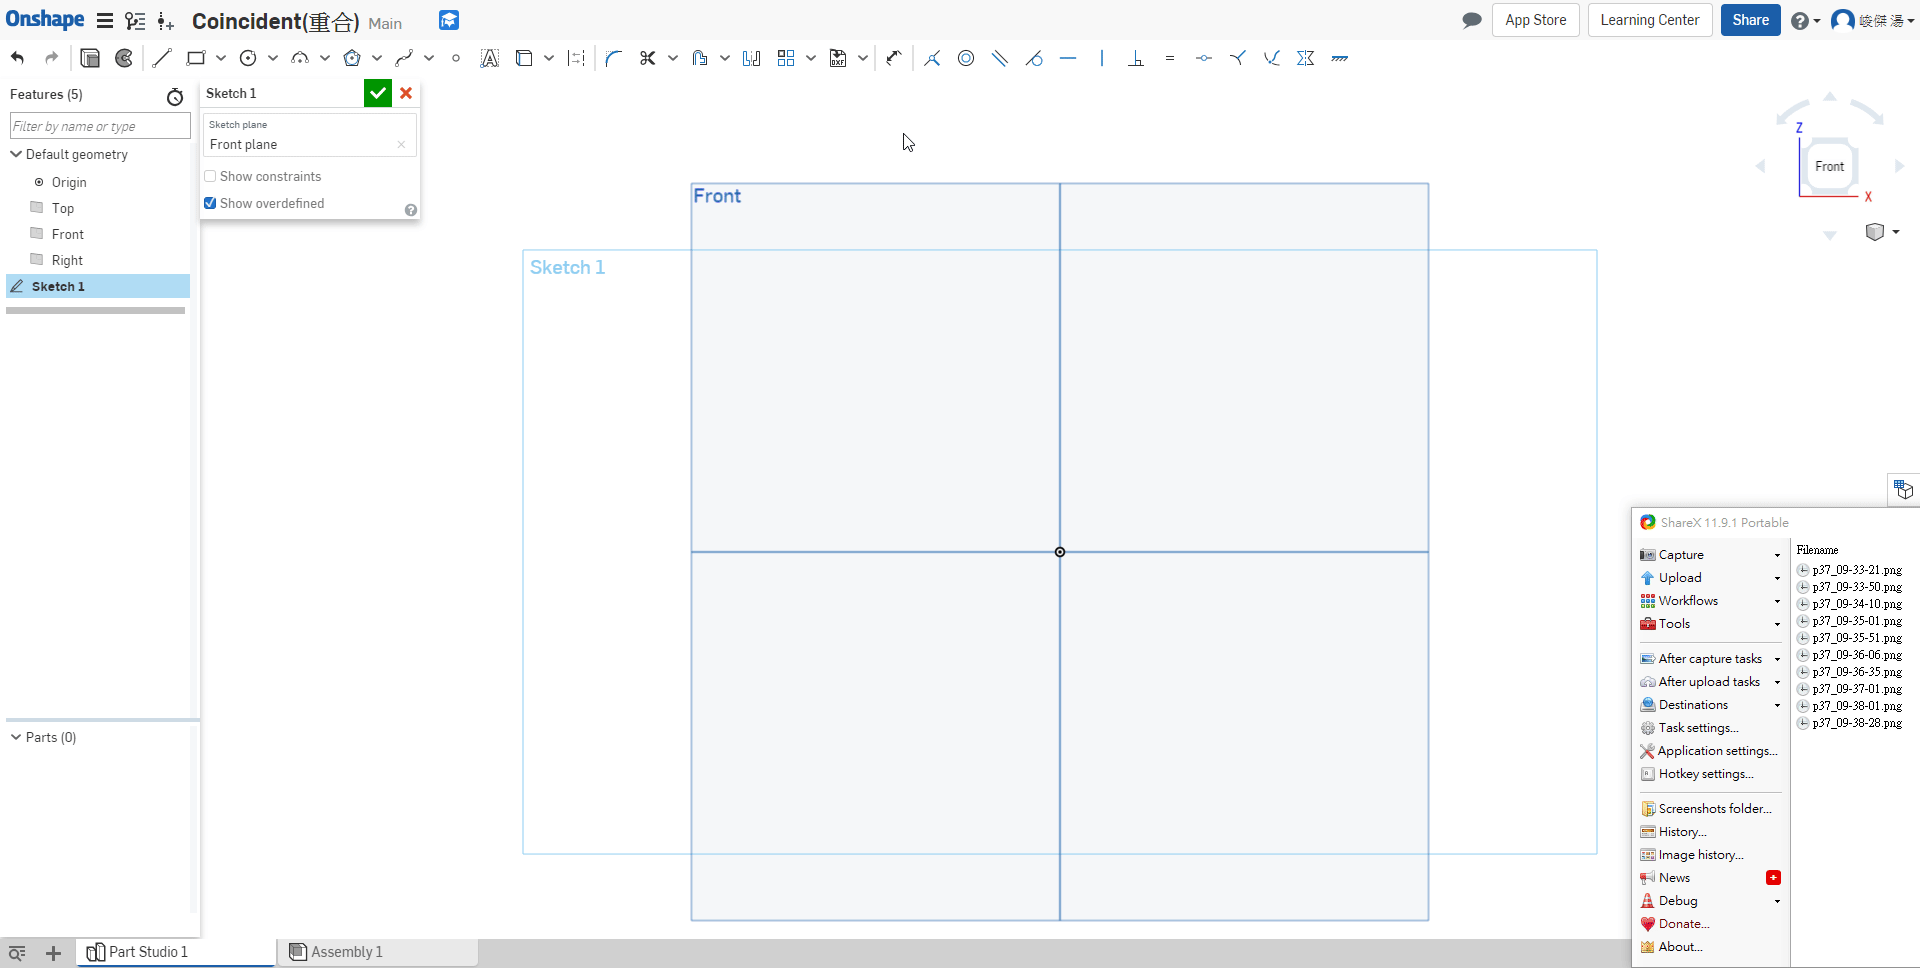 Onshape
Coincident(重合) Main
App Store
Learning Center
Share
峻傑 湯
DXF
Features (5)
Filter by name or type
Default geometry
Origin
Top
Front
Right
Sketch 1
Parts (0)
Sketch 1
Sketch plane
Front plane
Show constraints
Show overdefined
Front
Sketch 1
Z
Front
X
ShareX 11.9.1 Portable
Capture
Upload
Workflows
Tools
After capture tasks
After upload tasks
Destinations
Task settings...
Application settings...
Hotkey settings...
Screenshots folder...
History...
Image history...
News
Debug
Donate...
About...
Filename
p37_09-33-21.png
p37_09-33-50.png
p37_09-34-10.png
p37_09-35-01.png
p37_09-35-51.png
p37_09-36-06.png
p37_09-36-35.png
p37_09-37-01.png
p37_09-38-01.png
p37_09-38-28.png
Part Studio 1
Assembly 1